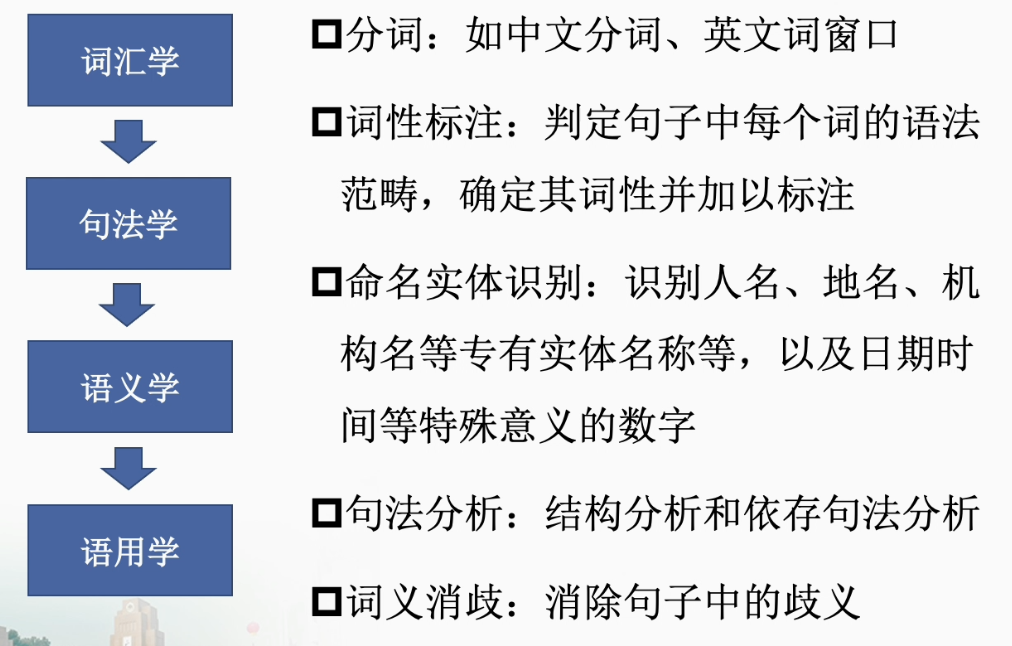 词汇学
句法学
语义学
语用学
分词：如中文分词、英文词窗口
词性标注：判定句子中每个词的语法
范畴，确定其词性并加以标注
命名实体识别：识别人名、地名、机
构名等专有实体名称等，以及日期时
间等特殊意义的数字
句法分析：结构分析和依存句法分析
词义消歧：消除句子中的歧义